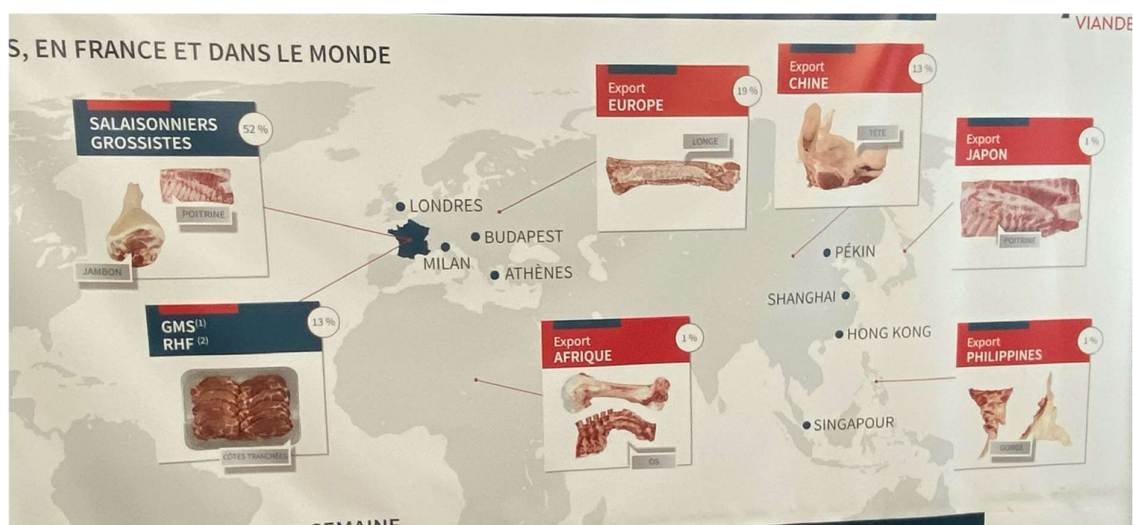 VIANDE
S, EN FRANCE ET DANS LE MONDE
SALAISONNIERS
GROSSISTES
52 %
POITRINE
JAMBON
GMS(1)
RHF (2)
13 %
CÔTES TRANCHÉES
LONDRES
BUDAPEST
MILAN
ATHÈNES
Export
EUROPE
19 %
LONGE
Export
CHINE
13 %
TÊTE
Export
JAPON
1 %
POITRINE
PÉKIN
SHANGHAI
HONG KONG
SINGAPOUR
Export
AFRIQUE
1 %
OS
Export
PHILIPPINES
1 %
GORGE
SEMAINE